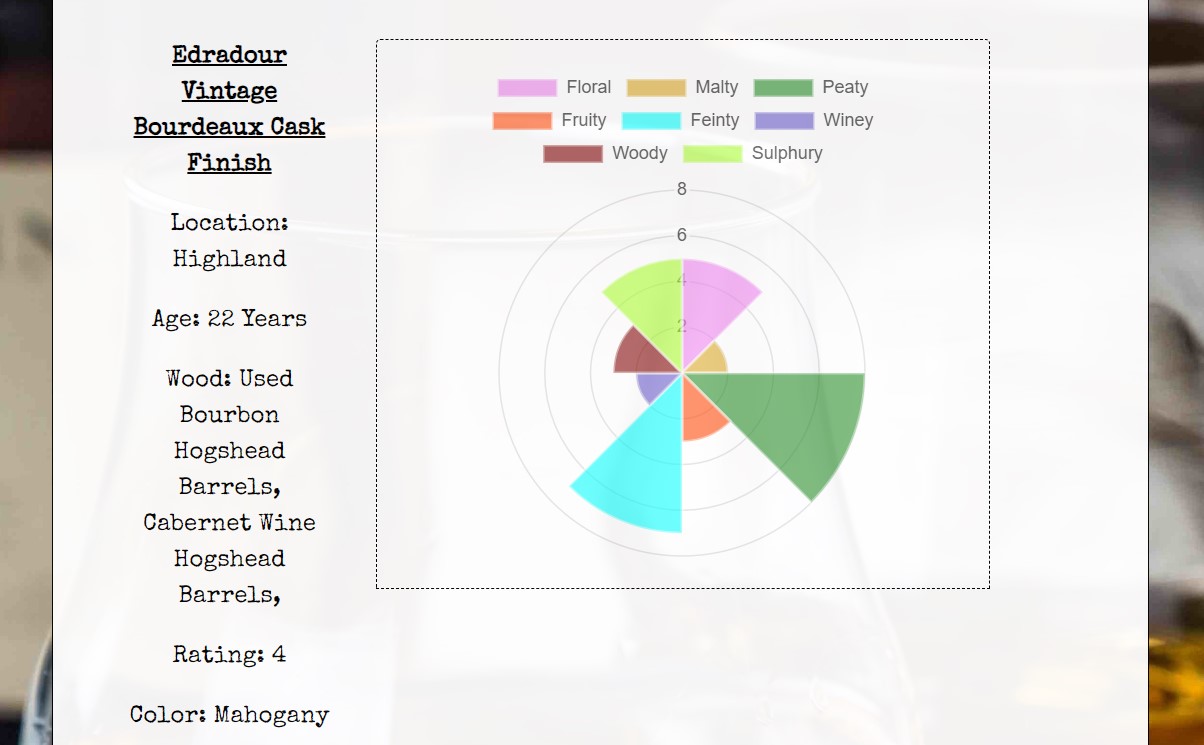 Edradour
Vintage
Bourdeaux Cask
Finish
Location:
Highland
Age: 22 Years
Wood: Used
Bourbon
Hogshead
Barrels,
Cabernet Wine
Hogshead
Barrels,
Rating: 4
Color: Mahogany
Floral Malty Peaty
Fruity Feinty Winey
Woody Sulphury
8
6
4
2